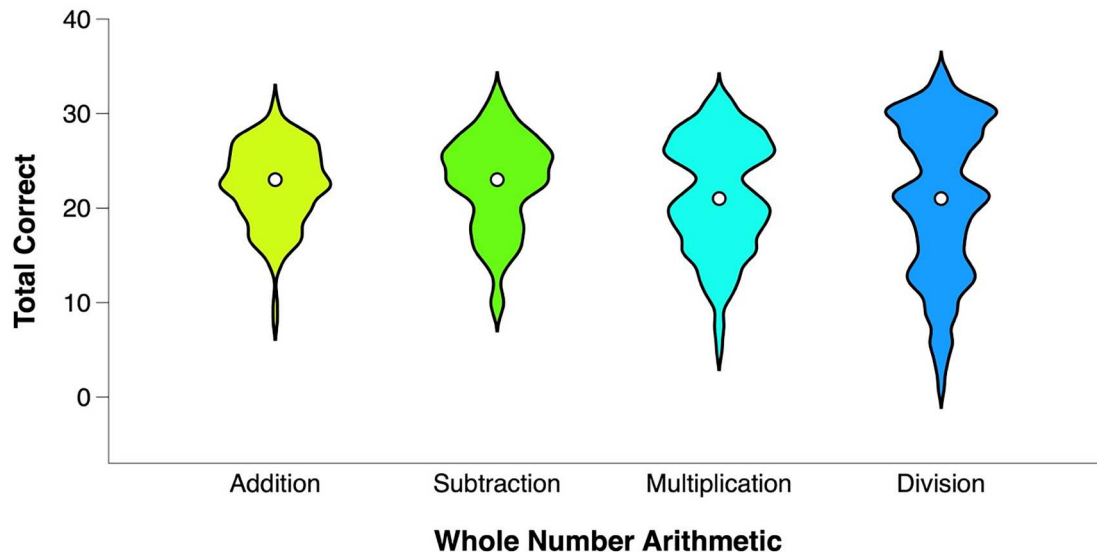 40
30
20
10
0
Total Correct
Addition Subtraction Multiplication Division
Whole Number Arithmetic